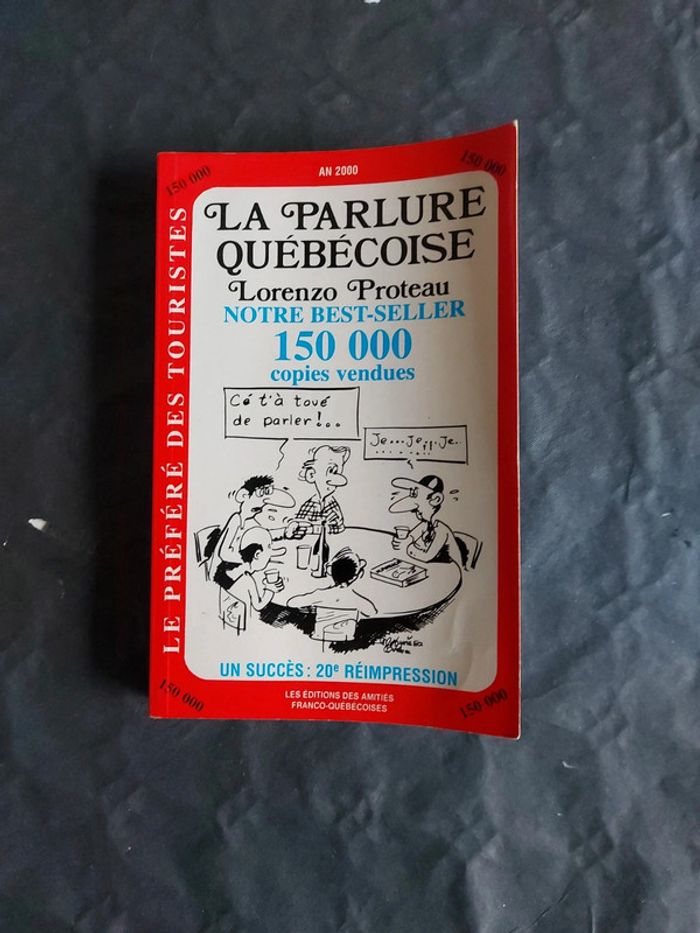 AN 2000
150 000
150 000
LE PRÉFÉRÉ DES TOURISTES
LA PARLURE
QUÉBÉCOISE
Lorenzo Proteau
NOTRE BEST-SELLER
150 000
copies vendues
Cé t'à toué
de parler!..
Je...je...je..
UN SUCCÈS : 20e RÉIMPRESSION
LES ÉDITIONS DES AMITIÉS
FRANCO-QUÉBÉCOISES
150 000
150 000